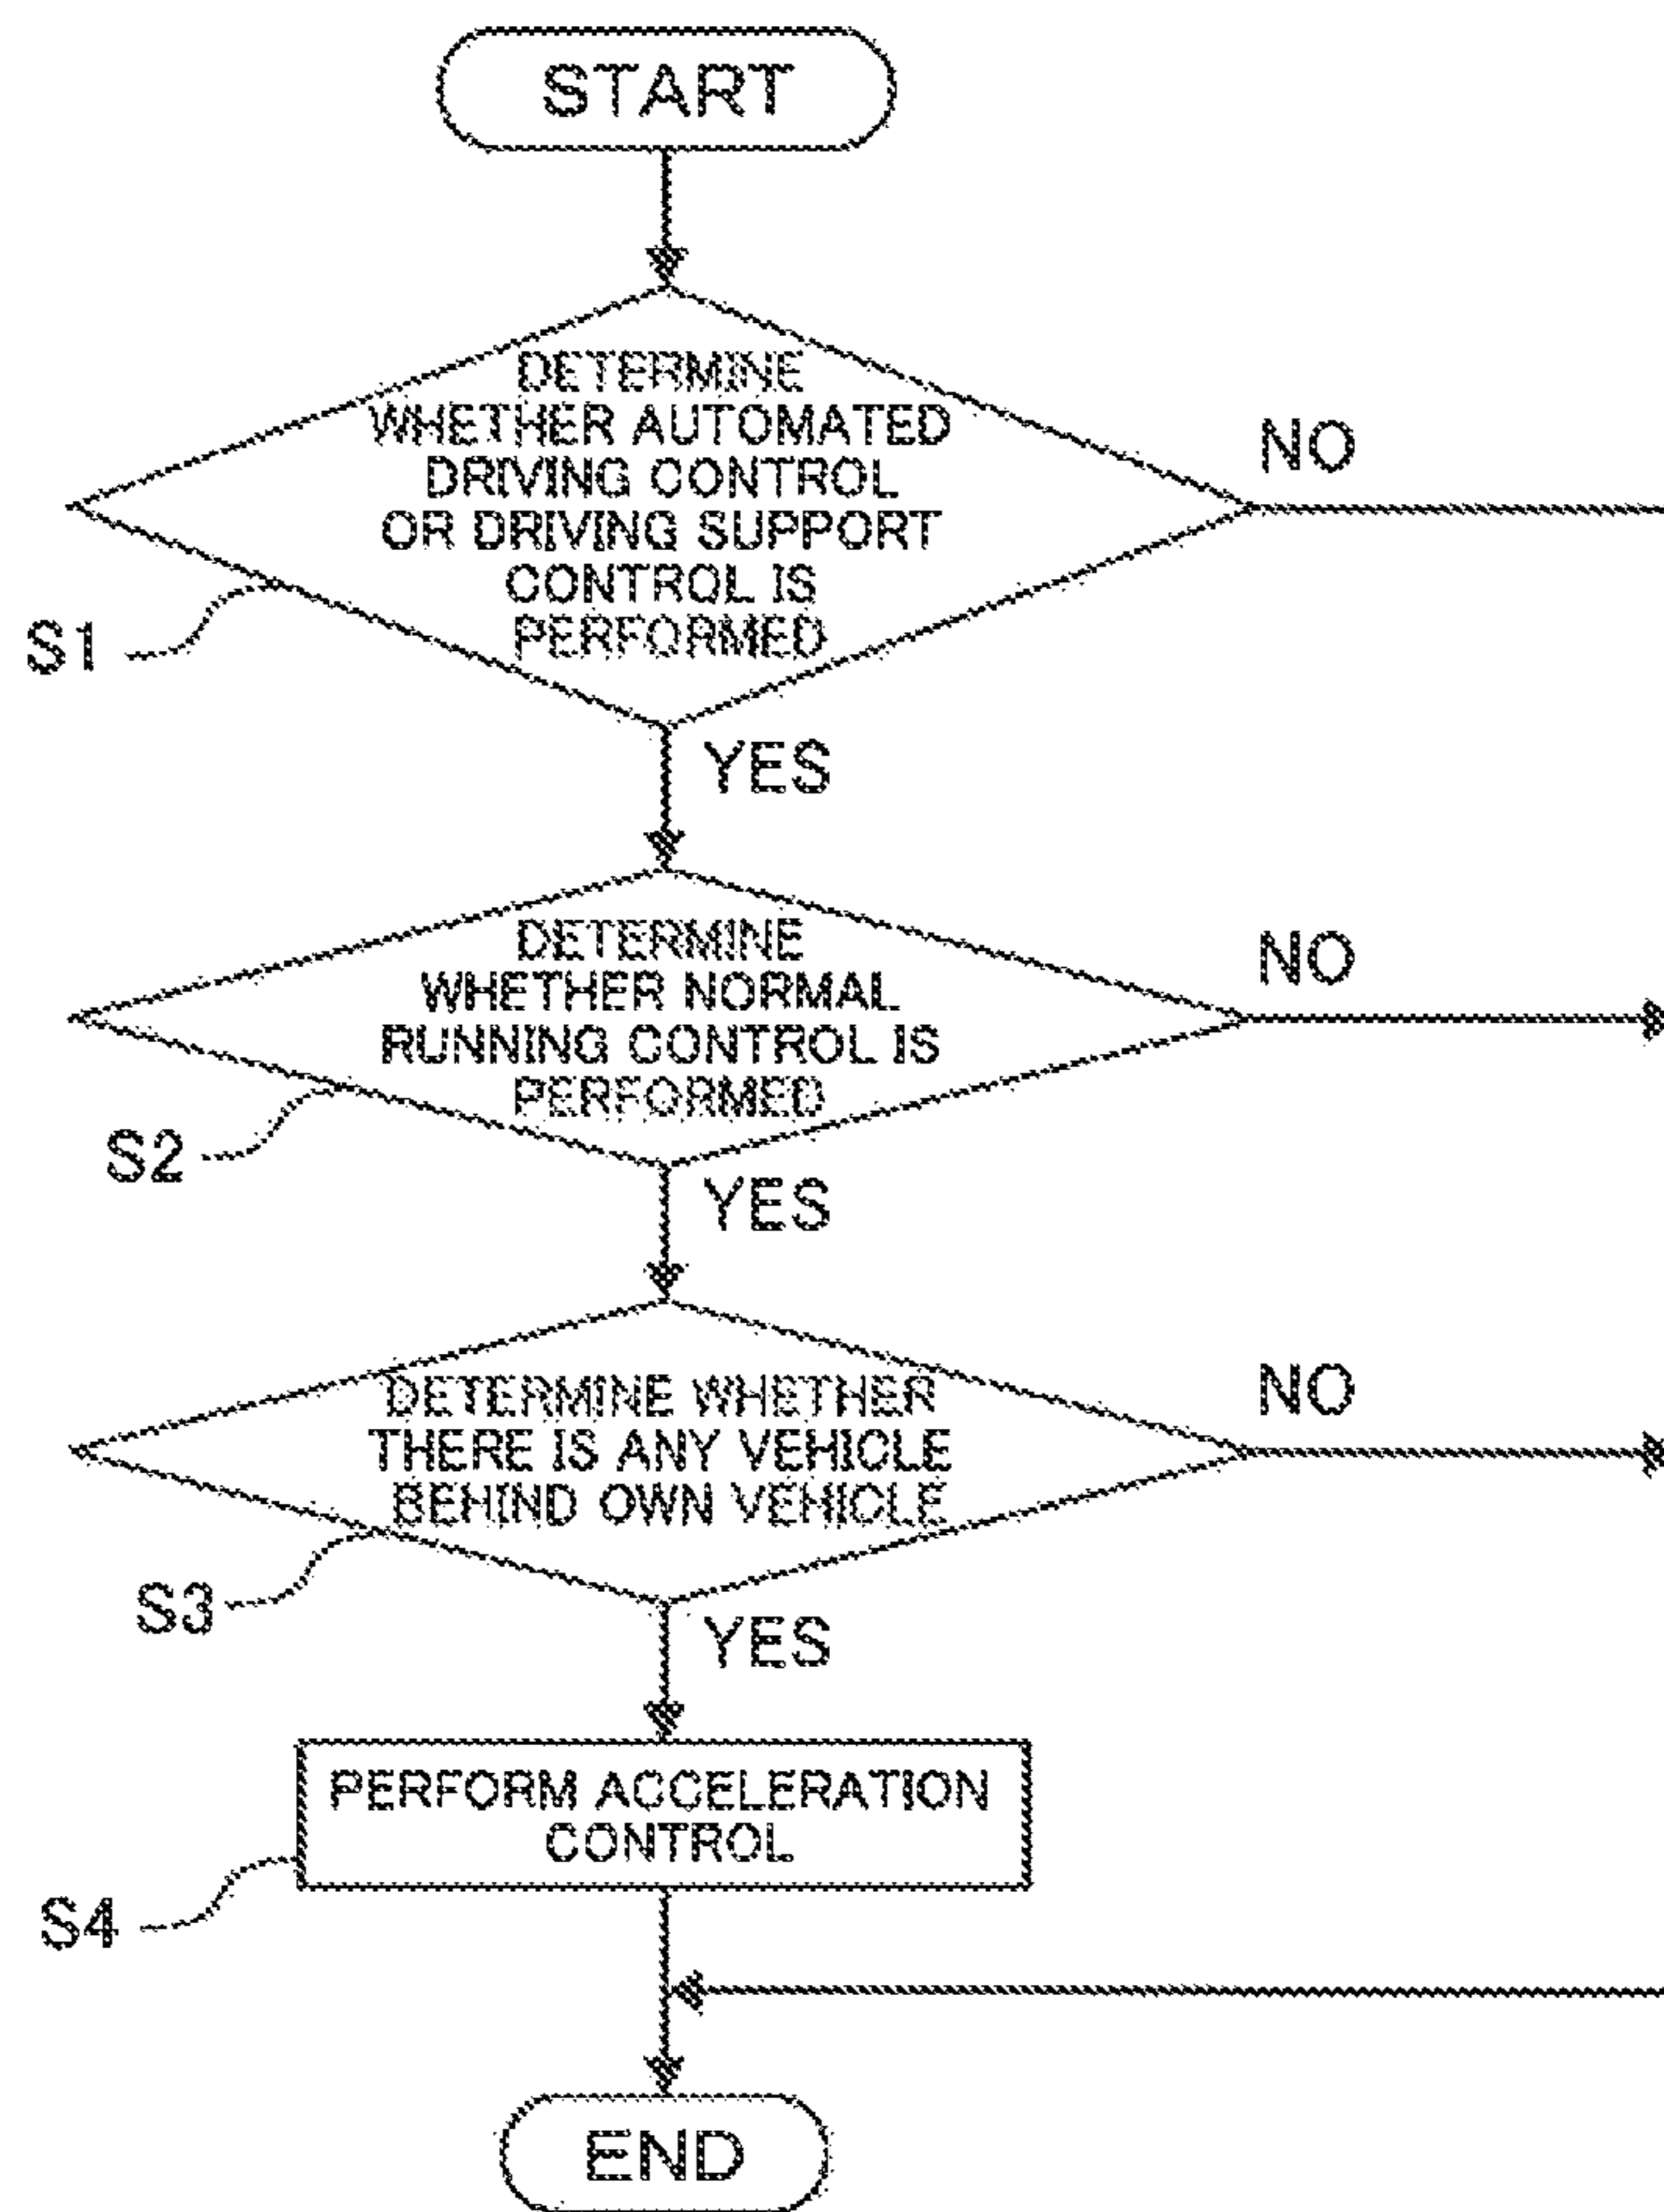 START
DETERMINE
WHETHER AUTOMATED
DRIVING CONTROL
OR DRIVING SUPPORT
CONTROL IS
PERFORMED
NO
S1
YES
DETERMINE
WHETHER NORMAL
RUNNING CONTROL IS
PERFORMED
NO
S2
YES
DETERMINE WHETHER
THERE IS ANY VEHICLE
BEHIND OWN VEHICLE
NO
S3
YES
PERFORM ACCELERATION
CONTROL
S4
END